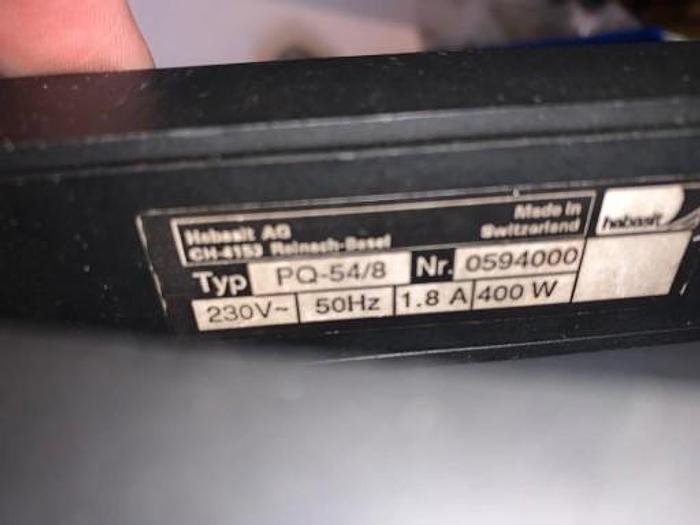 Habasit AG
CH-4153 Reinach-Basel
Made in
Switzerland
habasit
Typ PQ-54/8 Nr. 0594000
230V~ 50Hz 1.8 A 400 W